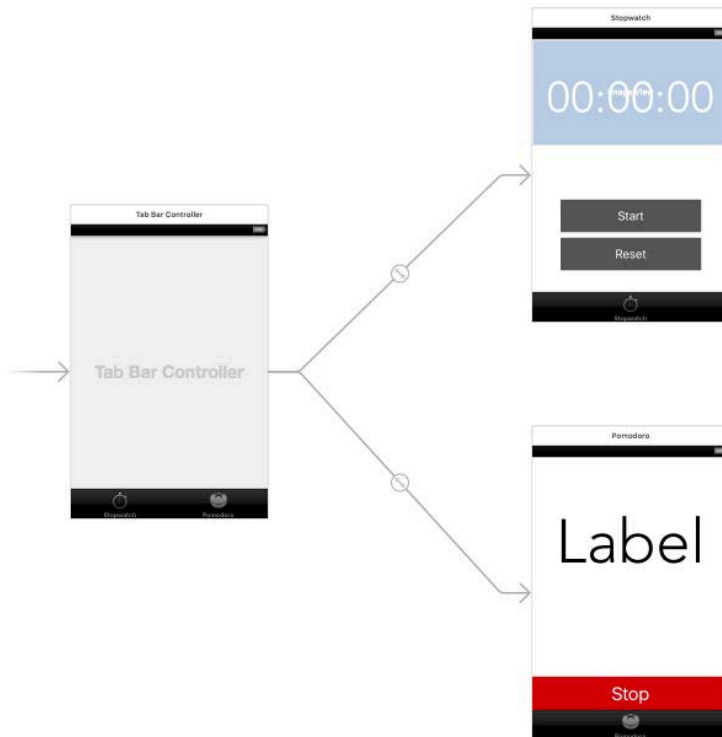 Stopwatch
00:00:00
ImageView
Start
Reset
Stopwatch
Tab Bar Controller
Tab Bar Controller
Stopwatch
Pomodoro
Pomodoro
Label
Stop
Pomodoro